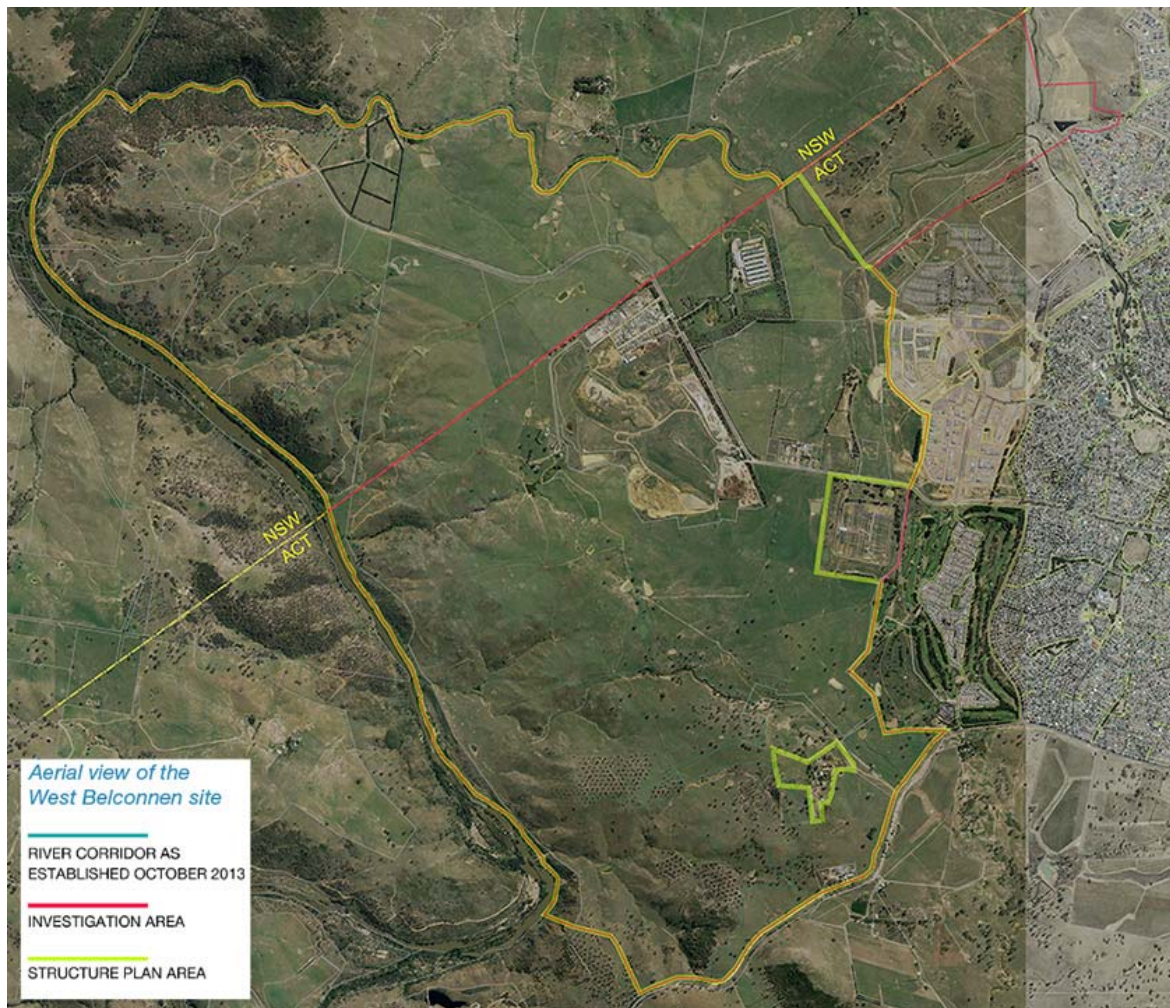 NSW
ACT
NSW
ACT
Aerial view of the
West Belconnen site
RIVER CORRIDOR AS
ESTABLISHED OCTOBER 2013
INVESTIGATION AREA
STRUCTURE PLAN AREA